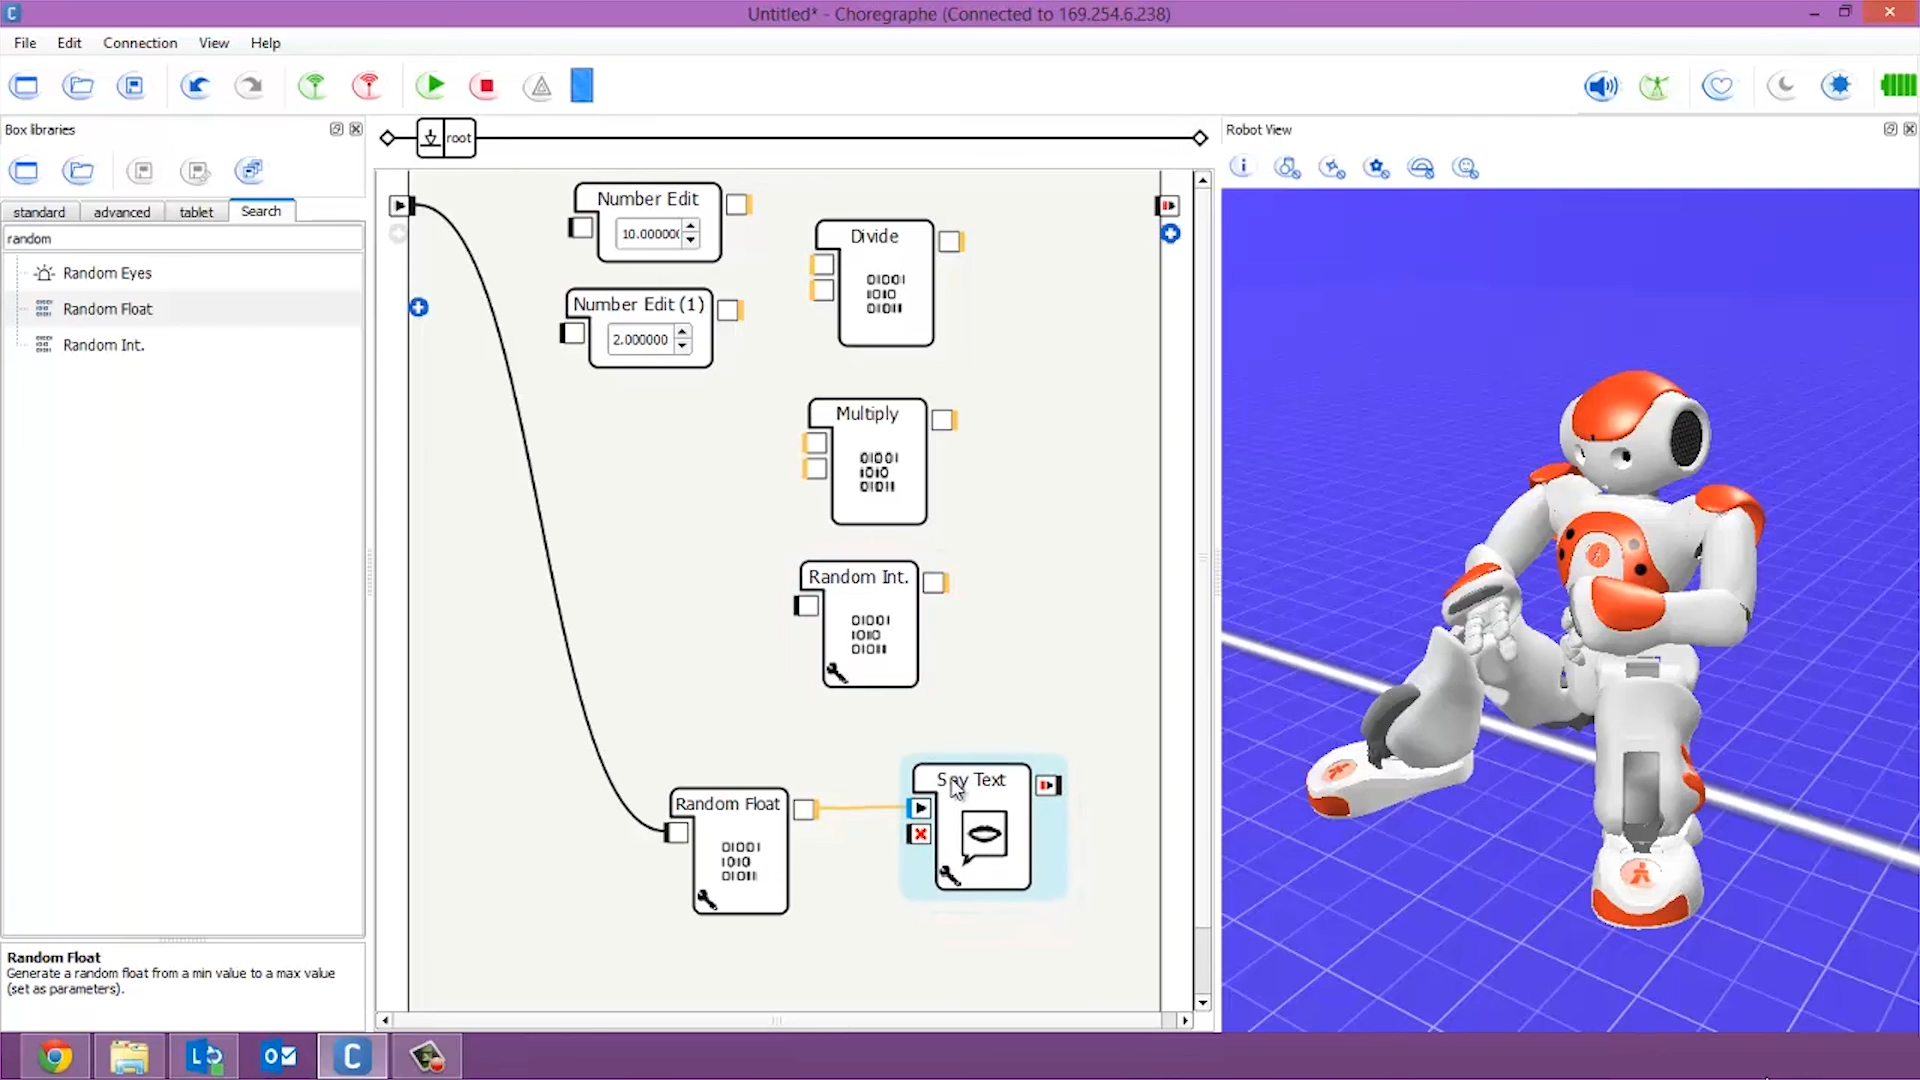 C
Untitled* - Choregraphe (Connected to 169.254.6.238)
File Edit Connection View Help
Box libraries
root
Robot View
standard advanced tablet Search
random
Random Eyes
Random Float
Random Int.
Number Edit
10.00000
Divide
01001
1010
01011
Number Edit (1)
2.000000
Multiply
01001
1010
01011
Random Int.
01001
1010
01011
Say Text
Random Float
01001
1010
01011
Random Float
Generate a random float from a min value to a max value
(set as parameters).
C